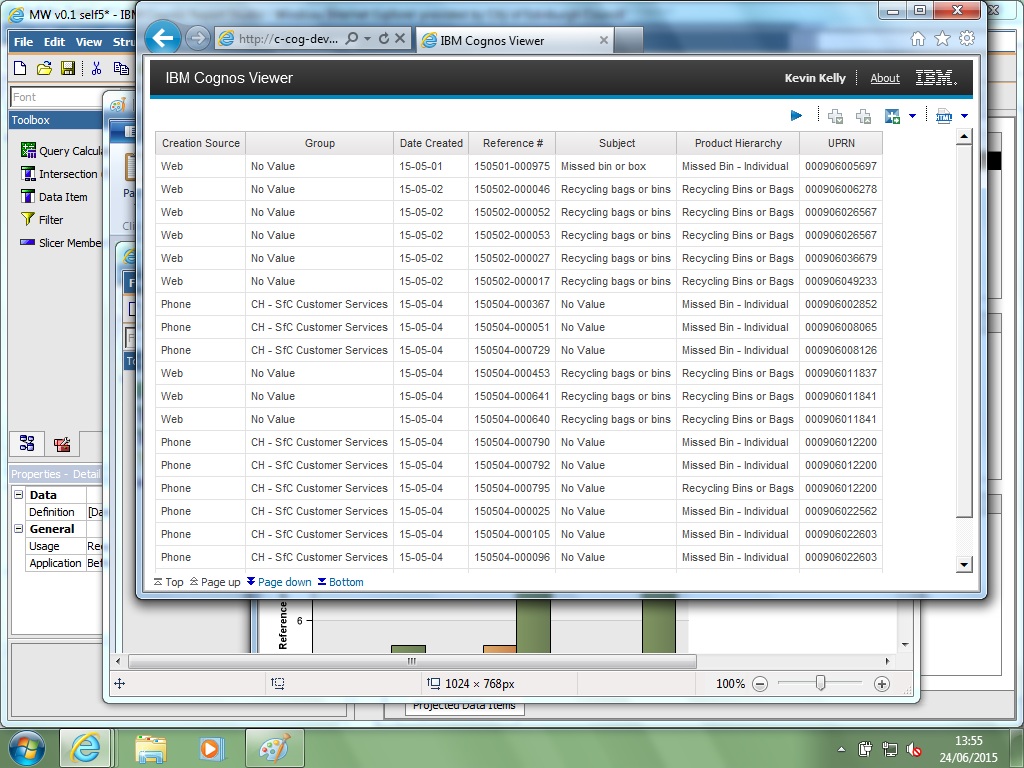 MW v0.1 self5* - IBM
File Edit View Stru
Font
Toolbox
Query Calcula
Intersection
Data Item
Filter
Slicer Membe
Properties - Detail
Data
Definition [Da
General
Usage Rec
Application Bef
http://c-cog-dev...
IBM Cognos Viewer
IBM Cognos Viewer
Kevin Kelly About IBM.
HTML
Creation Source Group Date Created Reference # Subject Product Hierarchy UPRN
Web No Value 15-05-01 150501-000975 Missed bin or box Missed Bin - Individual 000906005697
Web No Value 15-05-02 150502-000046 Recycling bags or bins Recycling Bins or Bags 000906006278
Web No Value 15-05-02 150502-000052 Recycling bags or bins Recycling Bins or Bags 000906026567
Web No Value 15-05-02 150502-000053 Recycling bags or bins Recycling Bins or Bags 000906026567
Web No Value 15-05-02 150502-000027 Recycling bags or bins Recycling Bins or Bags 000906036679
Web No Value 15-05-02 150502-000017 Recycling bags or bins Recycling Bins or Bags 000906049233
Phone CH - SfC Customer Services 15-05-04 150504-000367 No Value Missed Bin - Individual 000906002852
Phone CH - SfC Customer Services 15-05-04 150504-000051 No Value Missed Bin - Individual 000906008065
Phone CH - SfC Customer Services 15-05-04 150504-000729 No Value Missed Bin - Individual 000906008126
Web No Value 15-05-04 150504-000453 Recycling bags or bins Recycling Bins or Bags 000906011837
Web No Value 15-05-04 150504-000641 Recycling bags or bins Recycling Bins or Bags 000906011841
Web No Value 15-05-04 150504-000640 Recycling bags or bins Recycling Bins or Bags 000906011841
Phone CH - SfC Customer Services 15-05-04 150504-000790 No Value Missed Bin - Individual 000906012200
Phone CH - SfC Customer Services 15-05-04 150504-000792 No Value Missed Bin - Individual 000906012200
Phone CH - SfC Customer Services 15-05-04 150504-000795 No Value Recycling Bins or Bags 000906012200
Phone CH - SfC Customer Services 15-05-04 150504-000025 No Value Missed Bin - Individual 000906022562
Phone CH - SfC Customer Services 15-05-04 150504-000105 No Value Missed Bin - Individual 000906022603
Phone CH - SfC Customer Services 15-05-04 150504-000096 No Value Missed Bin - Individual 000906022603
Top Page up Page down Bottom
Reference
6
1024 × 768px 100%
Projected Data Items
13:55
24/06/2015